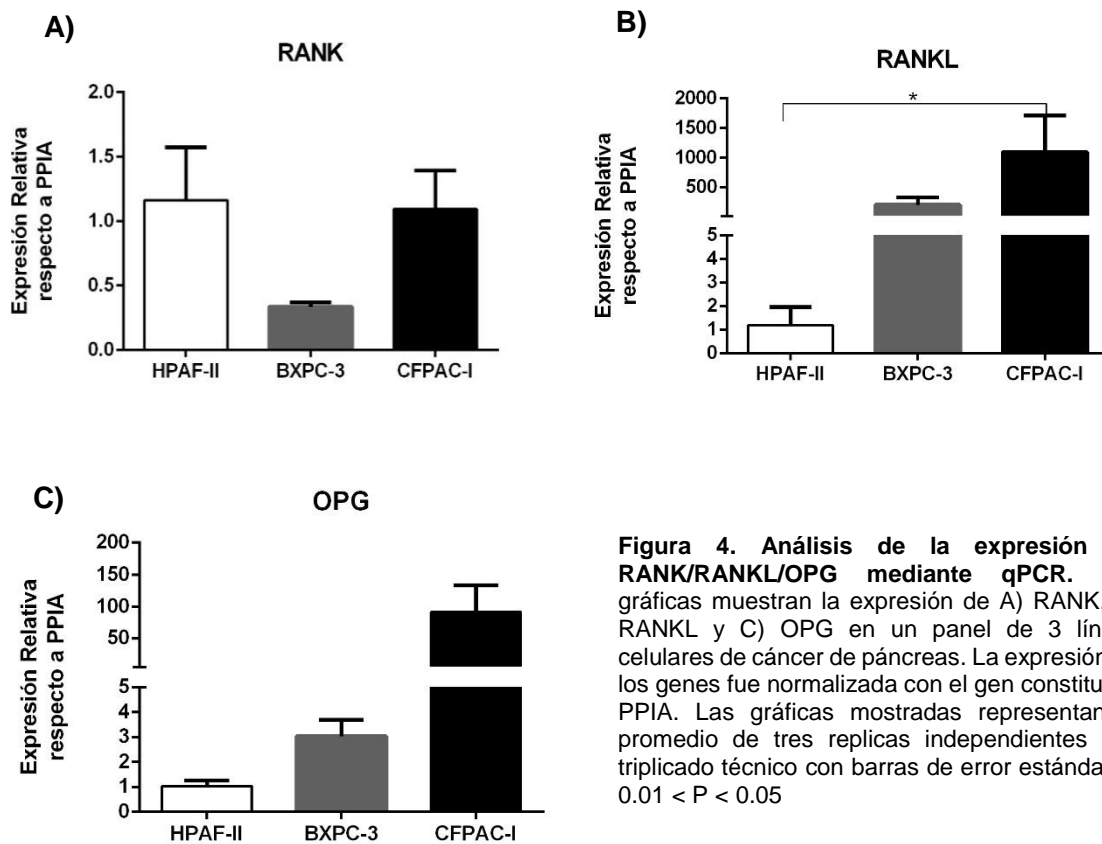 A)
RANK
Expresión Relativa
respecto a PPIA
2.0
1.5
1.0
0.5
0.0
HPAF-II BXPC-3 CFPAC-I
B)
RANKL
*
Expresión Relativa
respecto a PPIA
2000
1500
1000
500
5
4
3
2
1
0
HPAF-II BXPC-3 CFPAC-I
C)
OPG
Expresión Relativa
respecto a PPIA
200
150
100
50
5
4
3
2
1
0
HPAF-II BXPC-3 CFPAC-I
Figura 4. Análisis de la expresión
RANK/RANKL/OPG mediante qPCR.
gráficas muestran la expresión de A) RANK,
RANKL y C) OPG en un panel de 3 lín
celulares de cáncer de páncreas. La expresión
los genes fue normalizada con el gen constitu
PPIA. Las gráficas mostradas representan
promedio de tres replicas independientes
triplicado técnico con barras de error estánda
0.01 < P < 0.05